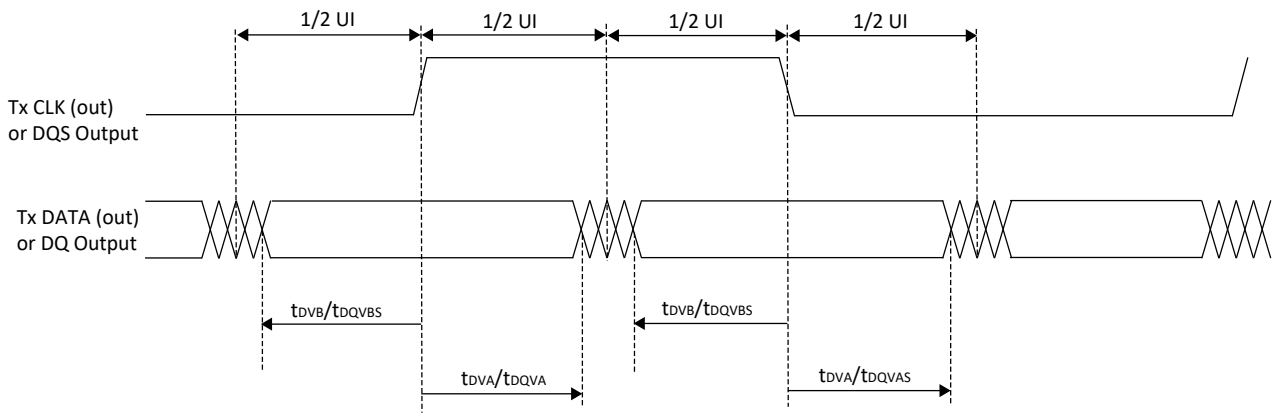 1/2 UI
1/2 UI
1/2 UI
1/2 UI
Tx CLK (out)
or DQS Output
Tx DATA (out)
or DQ Output
tDVB/tDQVBS
tDVB/tDQVBS
tDVA/tDQVA
tDVA/tDQVAS